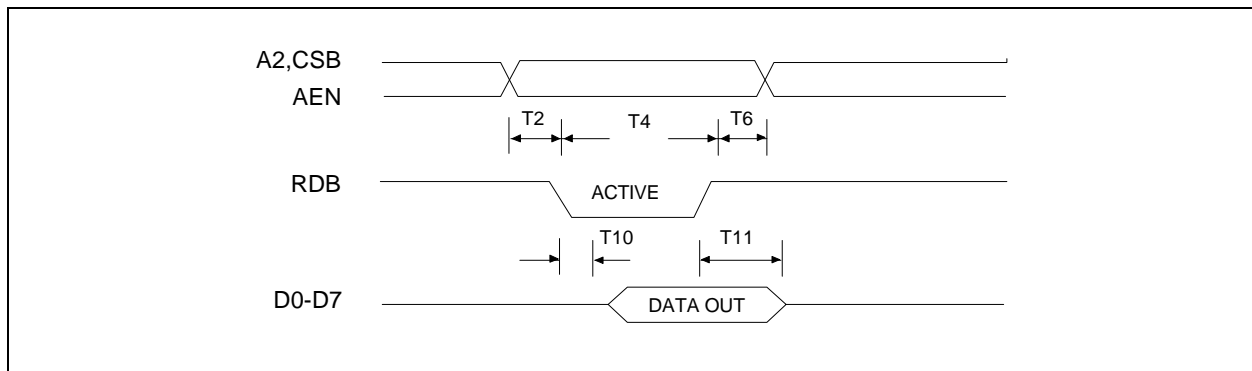 A2,CSB
AEN
T2 T4 T6
RDB
ACTIVE
T10 T11
D0-D7
DATA OUT